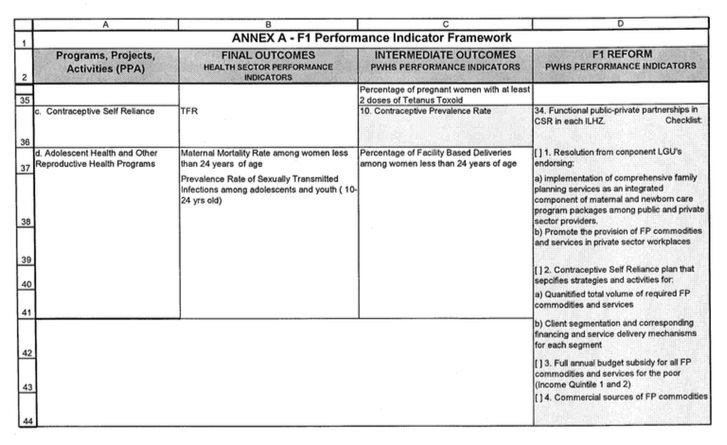 A B C D
1 ANNEX A - F1 Performance Indicator Framework
Programs, Projects, Activities (PPA)
FINAL OUTCOMES
HEALTH SECTOR PERFORMANCE
INDICATORS
INTERMEDIATE OUTCOMES
PWHS PERFORMANCE INDICATORS
F1 REFORM
PWHS PERFORMANCE INDICATORS
2
Percentage of pregnant women with at least
2 doses of Tetanus Toxoid
35
c. Contraceptive Self Reliance
TFR
10. Contraceptive Prevalence Rate
34. Functional public-private partnerships in
CSR in each ILHZ. Checklist:
36
d. Adolescent Health and Other
Reproductive Health Programs
Maternal Mortality Rate among women less
than 24 years of age
Percentage of Facility Based Deliveries
among women less than 24 years of age
[ ] 1. Resolution from conponent LGU's
endorsing:
37
Prevalence Rate of Sexually Transmitted
Infections among adolescents and youth ( 10-
24 yrs old)
a) implementation of comprehensive family
planning services as an integrated
component of maternal and newborn care
program packages among public and private
sector providers.
38
b) Promote the provision of FP commodities
and services in private sector workplaces
39
[ ] 2. Contraceptive Self Reliance plan that
sepcifies strategies and activities for:
40
a) Quanitified total volume of required FP
commodities and services
41
b) Client segmentation and corresponding
financing and service delivery mechanisms
for each segment
42
[ ] 3. Full annual budget subsidy for all FP
commodities and services for the poor
(Income Quintile 1 and 2)
43
[ ] 4. Commercial sources of FP commodities
44